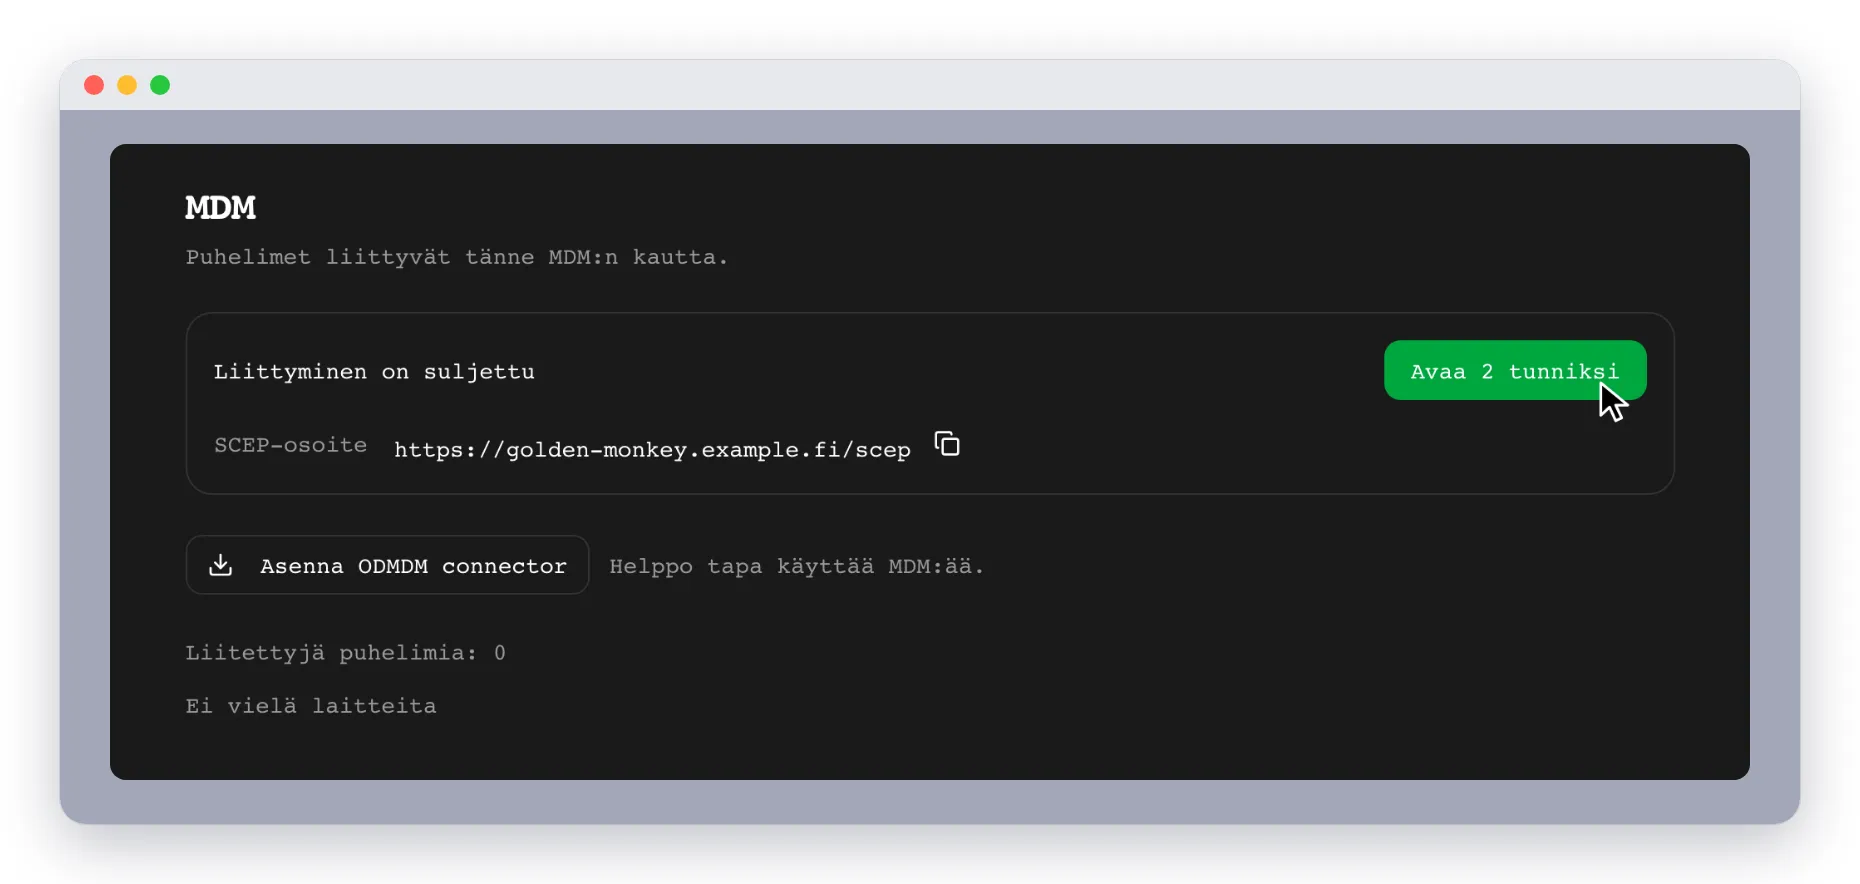 MDM
Puhelimet liittyvät tänne MDM:n kautta.
Liittyminen on suljettu
Avaa 2 tunniksi
SCEP-osoite https://golden-monkey.example.fi/scep
Asenna ODMDM connector
Helppo tapa käyttää MDM:ää.
Liitettyjä puhelimia: 0
Ei vielä laitteita